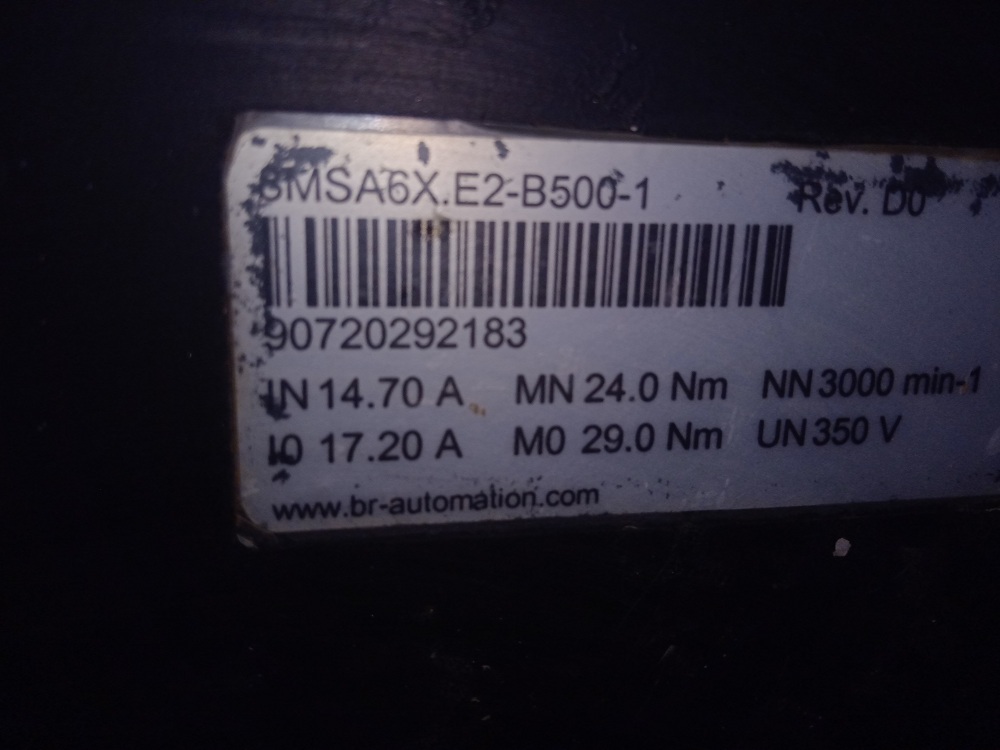 8MSA6X.E2-B500-1 Rev. D0
90720292183
IN 14.70 A MN 24.0 Nm NN 3000 min-1
I0 17.20 A M0 29.0 Nm UN 350 V
www.br-automation.com